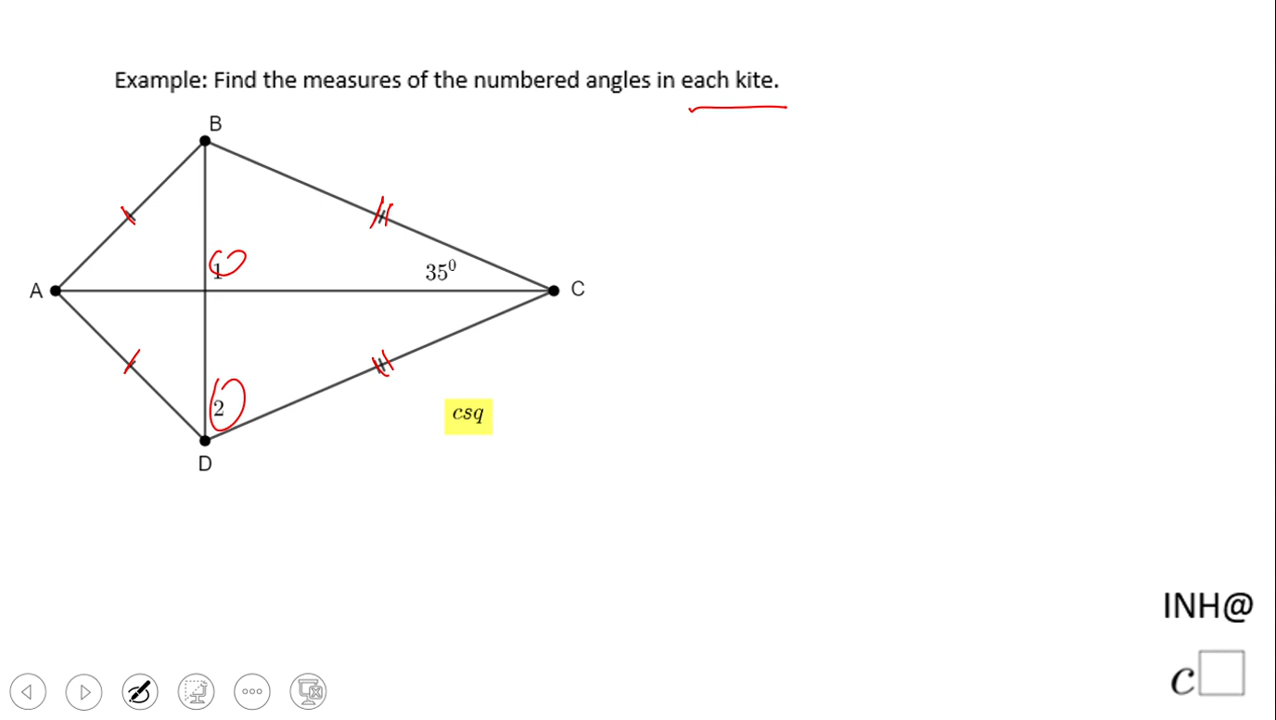 Example: Find the measures of the numbered angles in each kite.
B
1
35⁰
A
C
2
csq
D
INH@
c